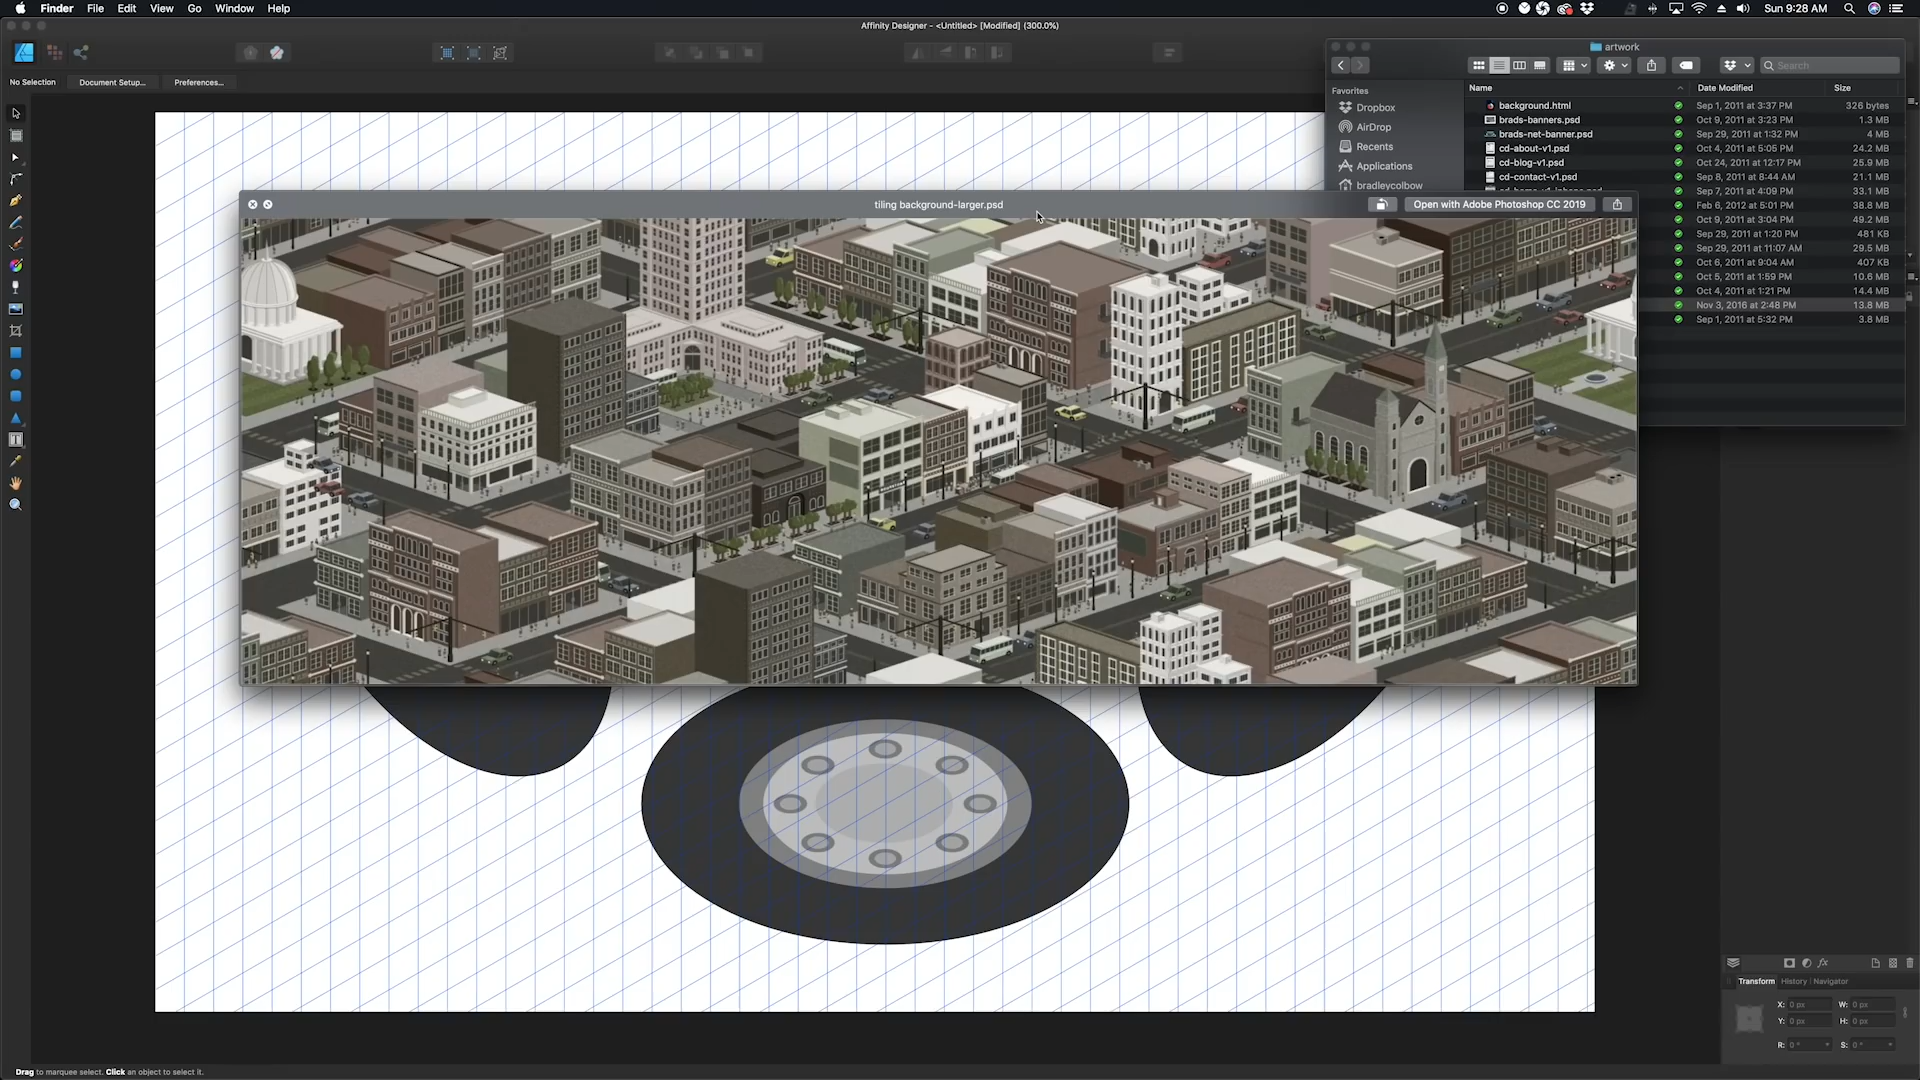 Finder File Edit View Go Window Help
Sun 9:28 AM
Affinity Designer - <Untitled> [Modified] (300.0%)
No Selection
Document Setup...
Preferences...
artwork
Search
Favorites
Dropbox
AirDrop
Recents
Applications
bradleycolbow
Name Date Modified Size
background.html Sep 1, 2011 at 3:37 PM 326 bytes
brads-banners.psd Oct 9, 2011 at 3:23 PM 1.3 MB
brads-net-banner.psd Sep 29, 2011 at 1:32 PM 4 MB
cd-about-v1.psd Oct 4, 2011 at 5:05 PM 24.2 MB
cd-blog-v1.psd Oct 24, 2011 at 12:17 PM 25.9 MB
cd-contact-v1.psd Sep 8, 2011 at 8:44 AM 21.1 MB
Sep 7, 2011 at 4:09 PM 33.1 MB
Feb 6, 2012 at 5:01 PM 38.8 MB
Oct 9, 2011 at 3:04 PM 49.2 MB
Sep 29, 2011 at 1:20 PM 481 KB
Sep 29, 2011 at 11:07 AM 29.5 MB
Oct 6, 2011 at 9:04 AM 407 KB
Oct 5, 2011 at 1:59 PM 10.6 MB
Oct 4, 2011 at 1:21 PM 14.4 MB
Nov 3, 2016 at 2:48 PM 13.8 MB
Sep 1, 2011 at 5:32 PM 3.8 MB
tiling background-larger.psd
Open with Adobe Photoshop CC 2019
Transform History Navigator
X: 0 px W: 0 px
Y: 0 px H: 0 px
R: 0 ° S: 0 °
Drag to marquee select. Click an object to select it.